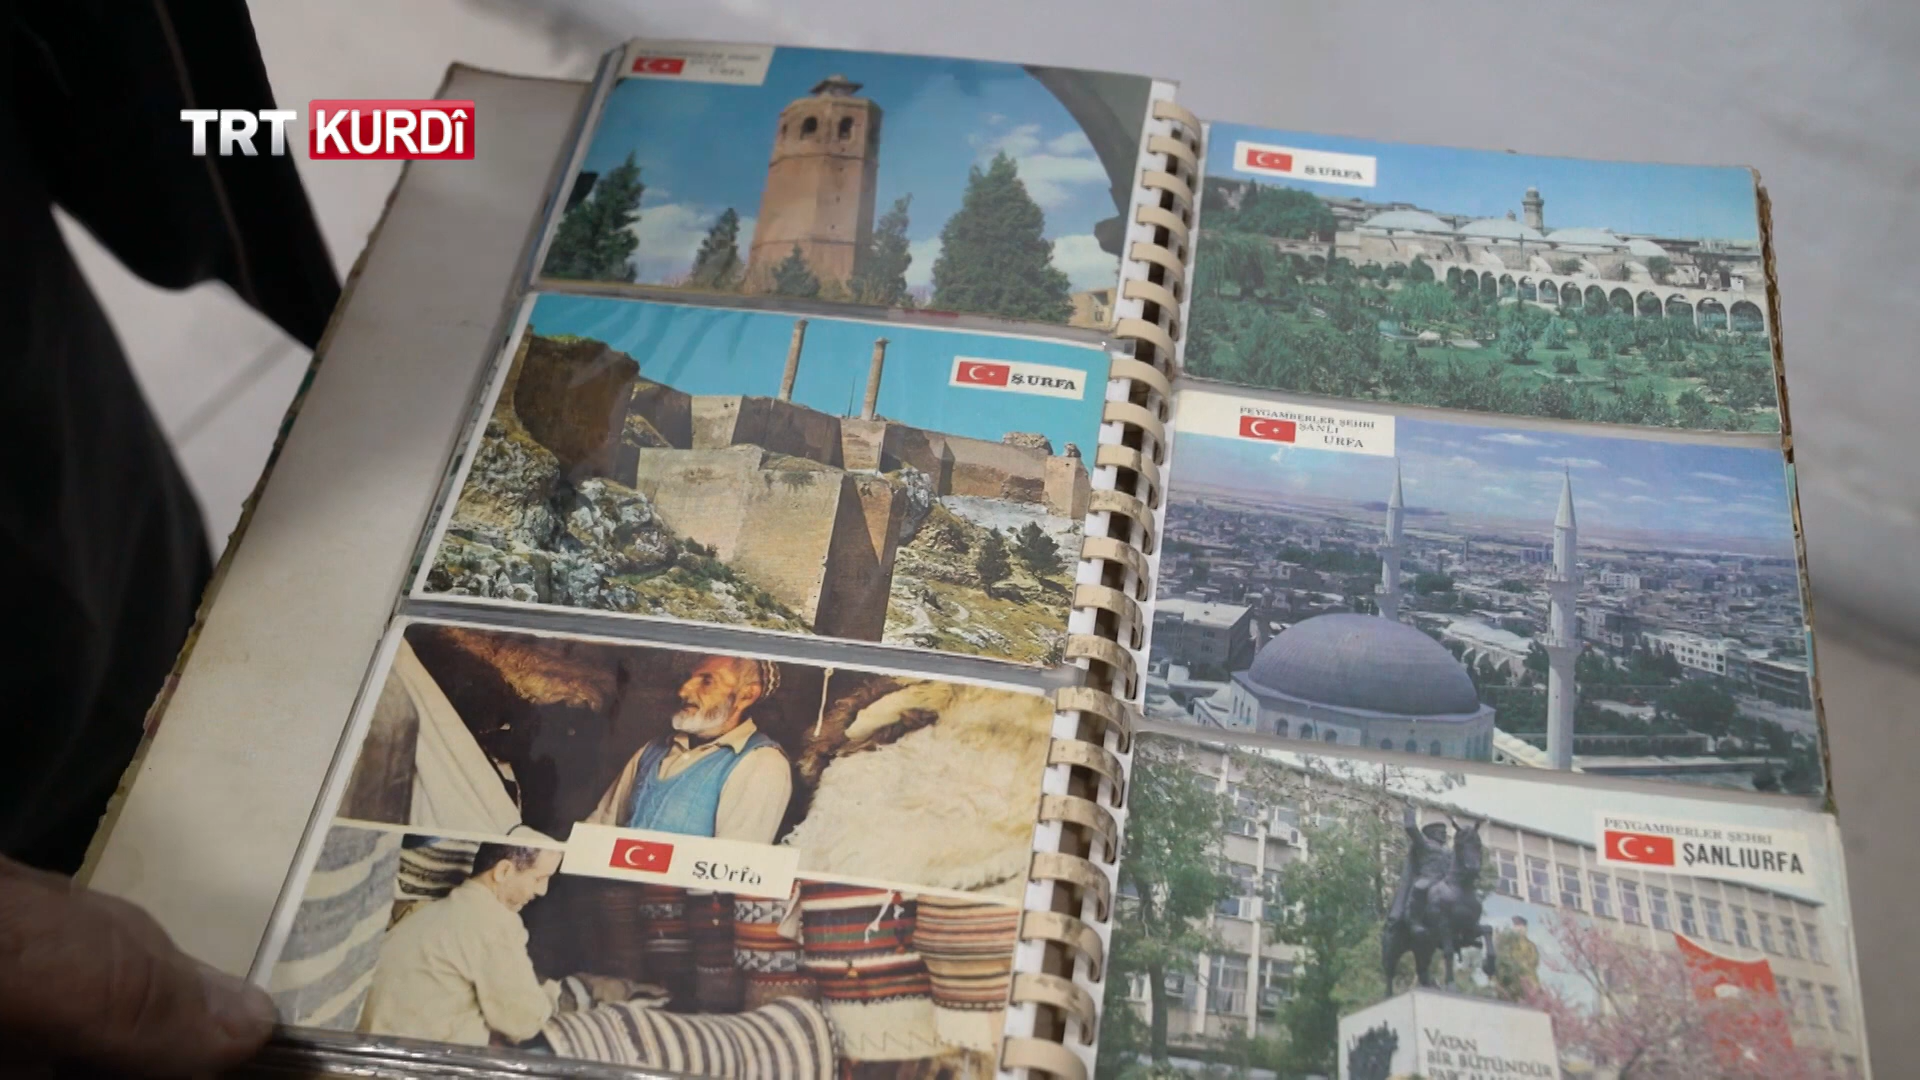 TRT KURDÎ
URFA
Ş.URFA
Ş.URFA
PEYGAMBERLER ŞEHRİ
ŞANLI
URFA
Ş.Urfa
PEYGAMBERLER ŞEHRİ
ŞANLIURFA
VATAN
BİR BÜTÜNDÜR